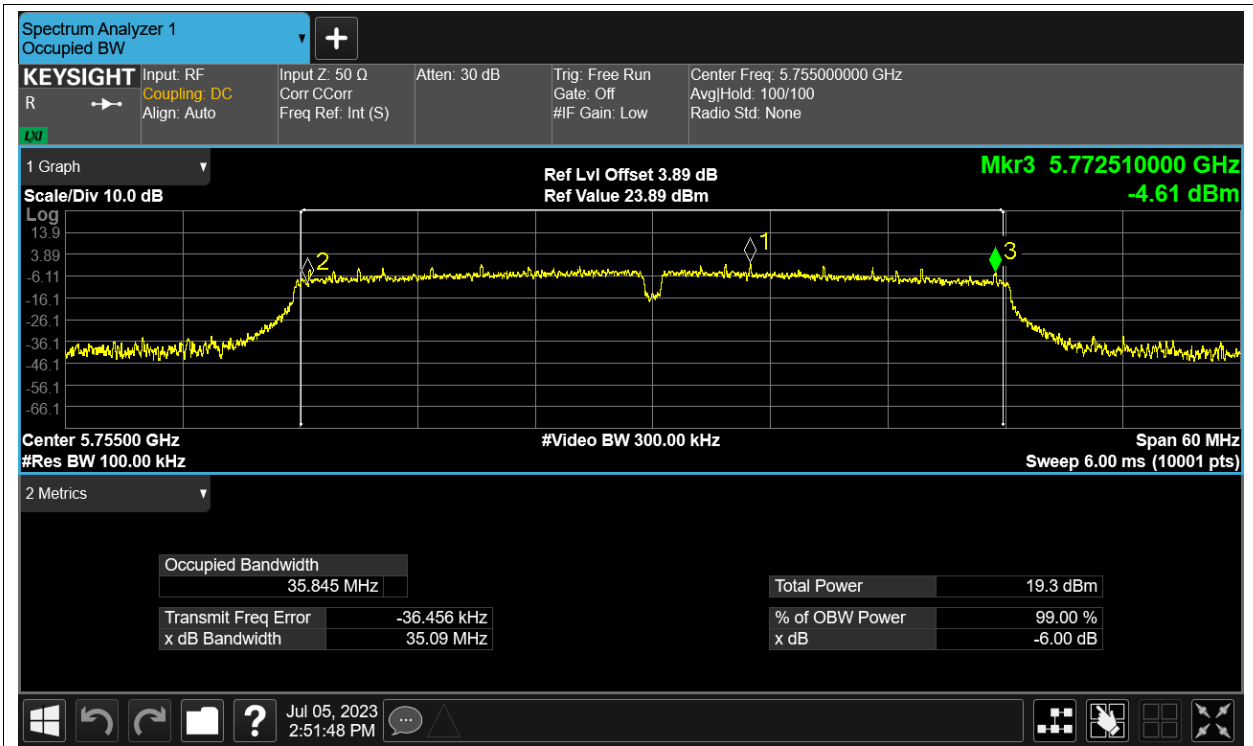 Spectrum Analyzer 1
Occupied BW
KEYSIGHT
R
LXI
Input: RF
Coupling: DC
Align: Auto
Input Z: 50 Ω
Corr CCorr
Freq Ref: Int (S)
Atten: 30 dB
Trig: Free Run
Gate: Off
#IF Gain: Low
Center Freq: 5.755000000 GHz
Avg|Hold: 100/100
Radio Std: None
1 Graph
Scale/Div 10.0 dB
Ref Lvl Offset 3.89 dB
Ref Value 23.89 dBm
Mkr3 5.772510000 GHz
-4.61 dBm
Log
13.9
3.89
-6.11
-16.1
-26.1
-36.1
-46.1
-56.1
-66.1
2
1
3
Center 5.75500 GHz
#Res BW 100.00 kHz
#Video BW 300.00 kHz
Span 60 MHz
Sweep 6.00 ms (10001 pts)
2 Metrics
Occupied Bandwidth
35.845 MHz
Transmit Freq Error -36.456 kHz
x dB Bandwidth 35.09 MHz
Total Power 19.3 dBm
% of OBW Power 99.00 %
x dB -6.00 dB
?
Jul 05, 2023
2:51:48 PM